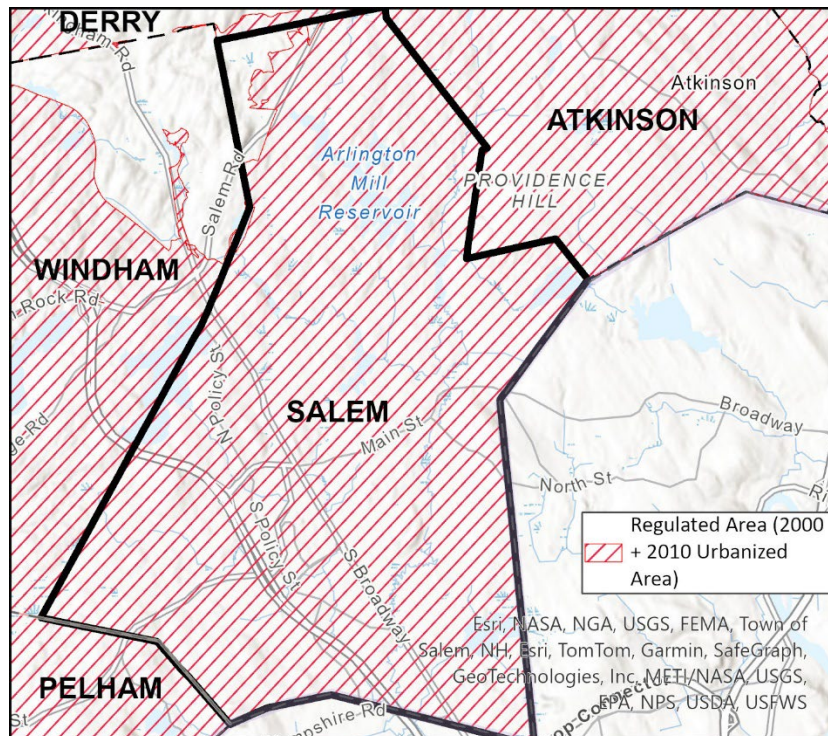 DERRY
Atkinson
ATKINSON
Arlington
Mill
Reservoir
PROVIDENCE
HILL
Salem-Rd
WINDHAM
Rock-Rd
N-Policy-St
SALEM
Main-St
Broadway
North-St
S-Policy-St
S-Broadway
Regulated Area (2000
+ 2010 Urbanized
Area)
Esri, NASA, NGA, USGS, FEMA, Town of
Salem, NH, Esri, TomTom, Garmin, SafeGraph,
GeoTechnologies, Inc, METI/NASA, USGS,
EPA, NPS, USDA, USFWS
PELHAM
St